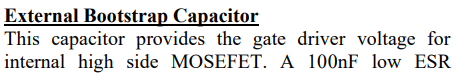 External Bootstrap Capacitor
This capacitor provides the gate driver voltage for
internal high side MOSEFET. A 100nF low ESR